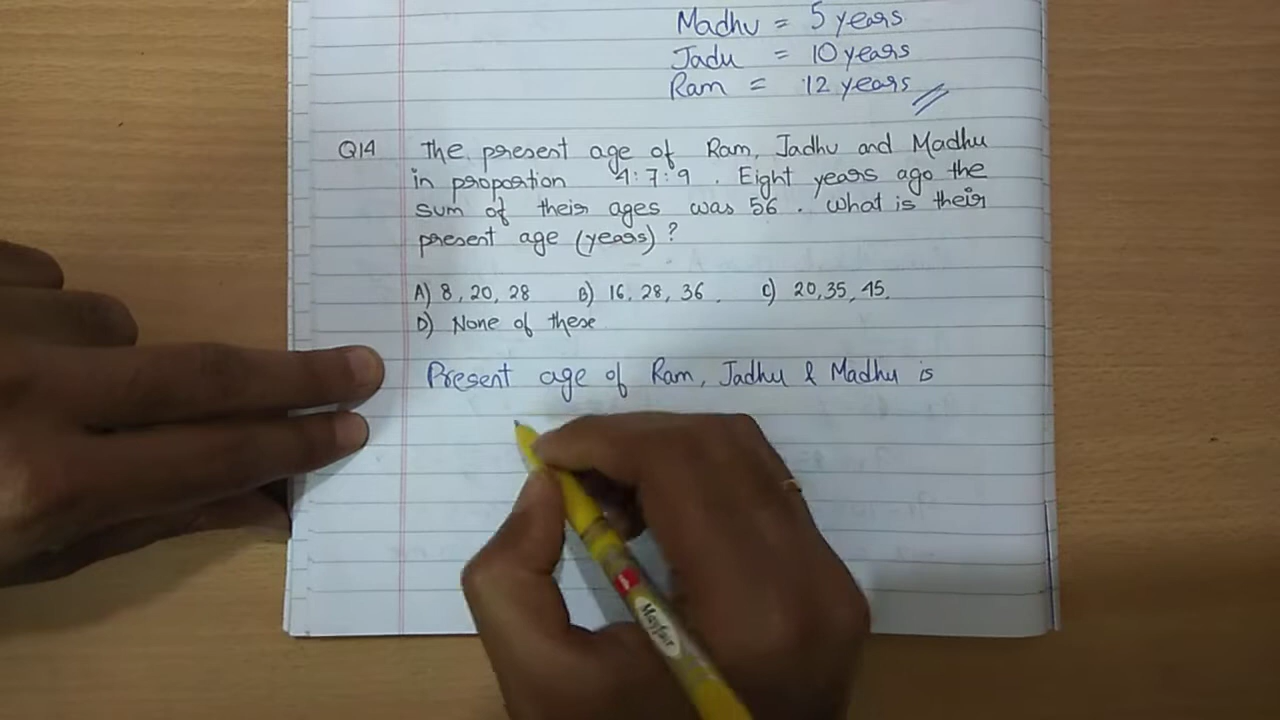 Madhu = 5 years
Jadu = 10 years
Ram = 12 years
Q14 The present age of Ram, Jadhu and Madhu
in proportion 4:7:9 . Eight years ago the
sum of their ages was 56 . what is their
present age (years) ?
A) 8, 20, 28 B) 16, 28, 36 . C) 20, 35, 45.
D) None of these
Present age of Ram, Jadhu & Madhu is
Mayfair